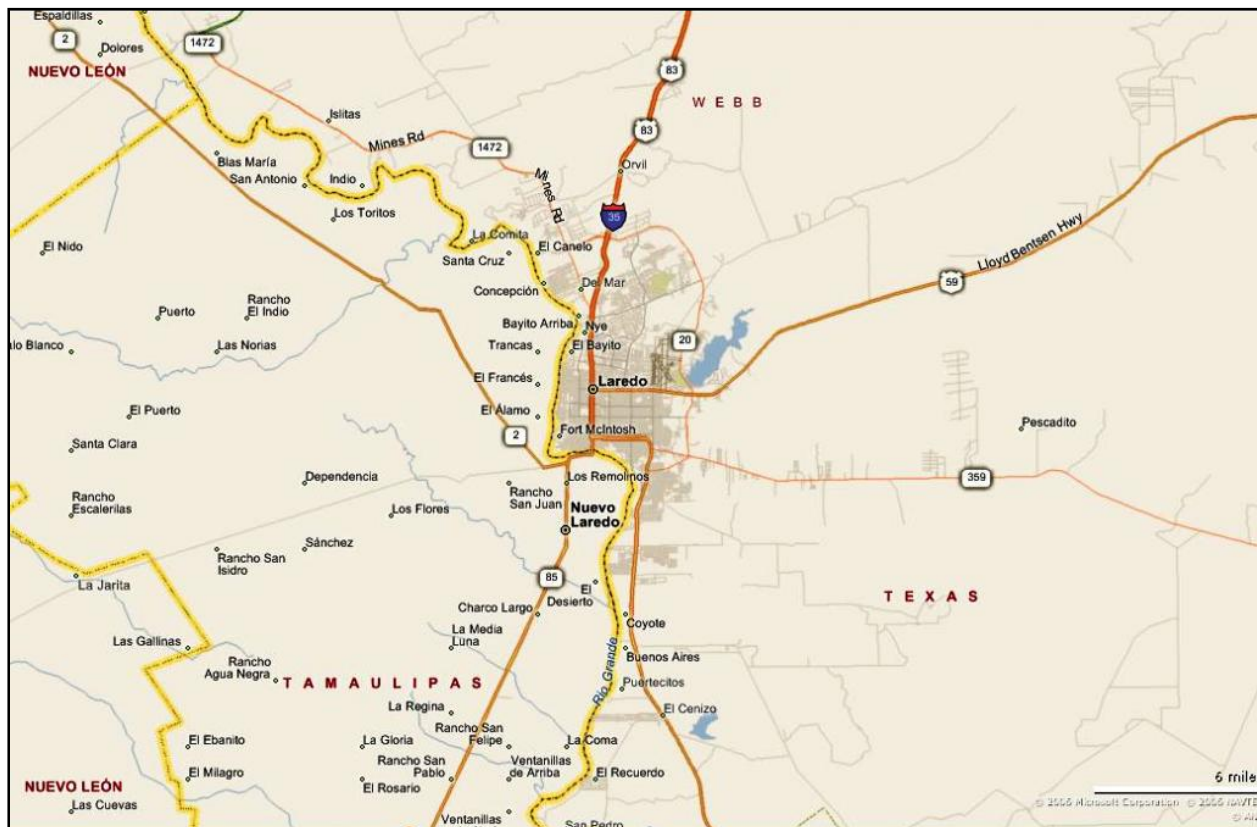 Espaldillas
2
Dolores
1472
NUEVO LEÓN
83
WEBB
Islitas
83
Mines Rd
1472
Blas María
Orvil
San Antonio
Indio
Mines Rd
Los Toritos
35
Lloyd Bentsen Hwy
La Comita
El Nido
El Canelo
Santa Cruz
59
Concepción
Del Mar
Rancho
El Indio
Puerto
Bayito Arriba
Nye
20
alo Blanco
Las Norias
Trancas
El Bayito
El Francés
Laredo
El Puerto
El Álamo
Pescadito
Santa Clara
2
Fort McIntosh
Dependencia
Los Remolinos
359
Rancho
San Juan
Rancho
Escalerilas
Los Flores
Nuevo
Laredo
Sánchez
Rancho San
Isidro
La Jarita
85
El
Desierto
TEXAS
Charco Largo
Coyote
La Media
Luna
Las Gallinas
Buenos Aires
Rancho
Agua Negra
Rio Grande
TAMAULIPAS
Puertecitos
La Regina
El Cenizo
Rancho San
Felipe
El Ebanito
La Gloria
La Coma
Rancho San
Pablo
Ventanillas
de Arriba
El Milagro
El Recuerdo
6 mile
NUEVO LEÓN
El Rosario
Las Cuevas
© 2006 Microsoft Corporation © 2006 NAVTE
Ventanillas
San Pedro